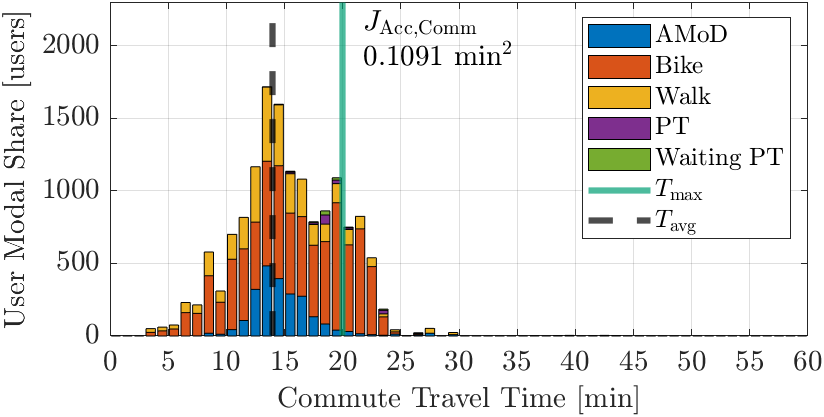 J_Acc,Comm
0.1091 min²
AMoD
Bike
Walk
PT
Waiting PT
T_max
T_avg
User Modal Share [users]
2000
1500
1000
500
0
0 5 10 15 20 25 30 35 40 45 50 55 60
Commute Travel Time [min]